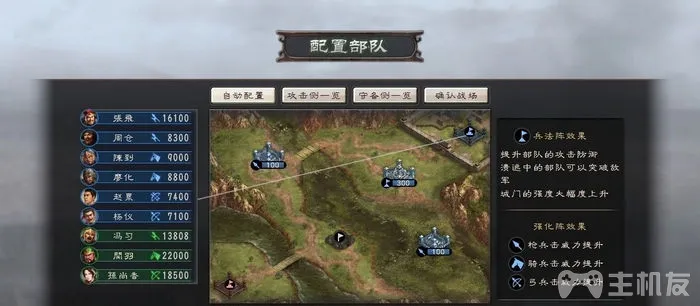 配置部队
自动配置
攻击侧一览
守备侧一览
确认战场
張飛 16100
周仓 8300
陳到 9000
廖化 8800
赵累 7400
杨仪 7100
冯习 13808
關羽 22000
孫尚香 18500
100
300
100
兵法阵效果
提升部队的攻击防御
溃逃中的部队可以突破敌
军
城门的强度大幅度上升
强化阵效果
枪兵击威力提升
骑兵击威力提升
弓兵击威力提升
主机友